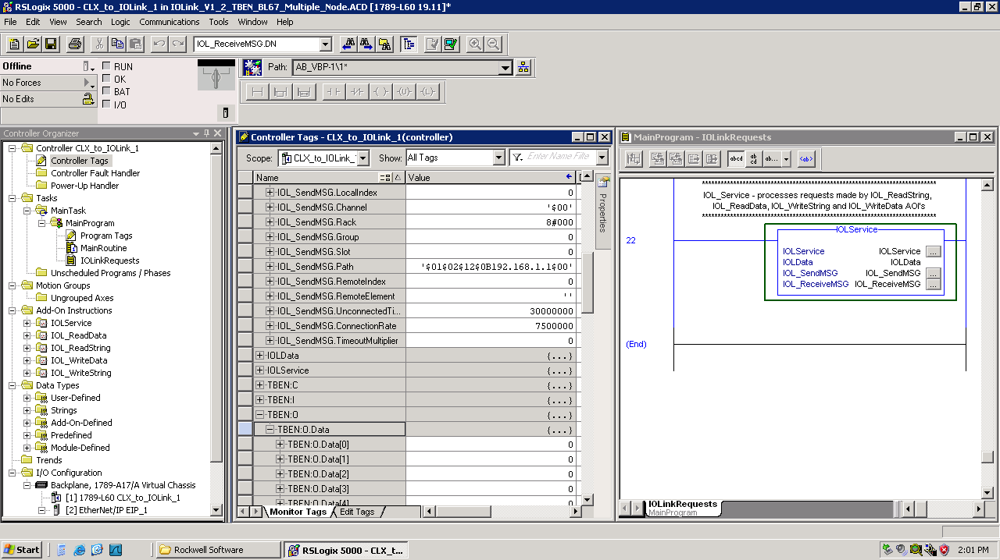 RSLogix 5000 - CLX_to_IOLink_1 in IOLink_V1_2_TBEN_BL67_Multiple_Node.ACD [1789-L60 19.11]*
File Edit View Search Logic Communications Tools Window Help
IOL_ReceiveMSG.DN
Offline
RUN
No Forces
OK
No Edits
BAT
I/O
Path: AB_VBP-1\1*
Controller Organizer
Controller CLX_to_IOLink_1
Controller Tags
Controller Fault Handler
Power-Up Handler
Tasks
MainTask
MainProgram
Program Tags
MainRoutine
IOLinkRequests
Unscheduled Programs / Phases
Motion Groups
Ungrouped Axes
Add-On Instructions
IOLService
IOL_ReadData
IOL_ReadString
IOL_WriteData
IOL_WriteString
Data Types
User-Defined
Strings
Add-On-Defined
Predefined
Module-Defined
Trends
I/O Configuration
Backplane, 1789-A17/A Virtual Chassis
[1] 1789-L60 CLX_to_IOLink_1
[2] EtherNet/IP EIP_1
Controller Tags - CLX_to_IOLink_1(controller)
Scope: CLX_to_IOLink_ Show: All Tags Enter Name Filte
Name Value
IOL_SendMSG.LocalIndex 0
IOL_SendMSG.Channel '$00'
IOL_SendMSG.Rack 8#000
IOL_SendMSG.Group 0
IOL_SendMSG.Slot 0
IOL_SendMSG.Path '$01$02$12$0B192.168.1.1$00'
IOL_SendMSG.RemoteIndex 0
IOL_SendMSG.RemoteElement ''
IOL_SendMSG.UnconnectedTi... 30000000
IOL_SendMSG.ConnectionRate 7500000
IOL_SendMSG.TimeoutMultiplier 0
IOLData {...}
IOLService {...}
TBEN:C {...}
TBEN:I {...}
TBEN:O {...}
TBEN:O.Data {...}
TBEN:O.Data[0] 0
TBEN:O.Data[1] 0
TBEN:O.Data[2] 0
TBEN:O.Data[3] 0
TBEN:O.Data[4] 0
Monitor Tags Edit Tags
Properties
MainProgram - IOLinkRequests
abcd ab cd ab... <ab>
IOL_Service - processes requests made by IOL_ReadString,
IOL_ReadData, IOL_WriteString and IOL_WriteData AOI's
22
IOLService
IOLService IOLService ...
IOLData IOLData
IOL_SendMSG IOL_SendMSG ...
IOL_ReceiveMSG IOL_ReceiveMSG ...
(End)
IOLinkRequests
MainProgram
Start Rockwell Software RSLogix 5000 - CLX_t... 2:01 PM